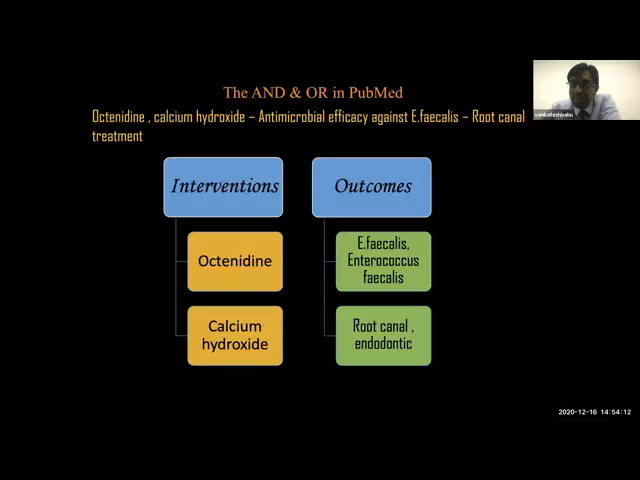 The AND & OR in PubMed
Octenidine , calcium hydroxide – Antimicrobial efficacy against E.faecalis – Root canal
treatment
Interventions
Octenidine
Calcium
hydroxide
Outcomes
E.faecalis,
Enterococcus
faecalis
Root canal ,
endodontic
venkateshbabu
2020-12-16 14:54:12